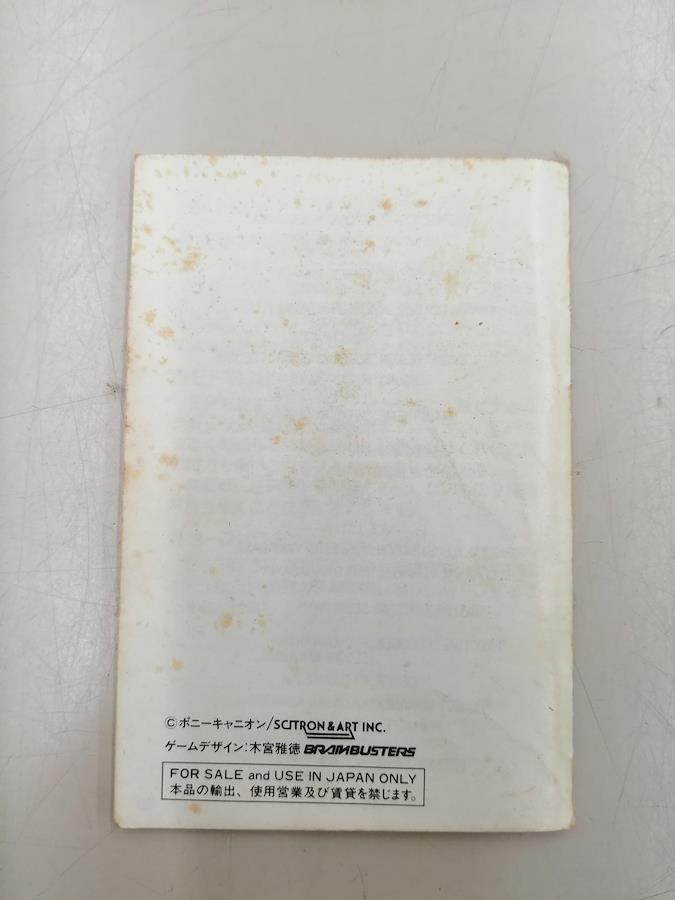 ©ポニーキャニオン/SCITRON & ART INC.
ゲームデザイン:木宮雅徳 BRAINBUSTERS
FOR SALE and USE IN JAPAN ONLY
本品の輸出、使用営業及び賃貸を禁じます。